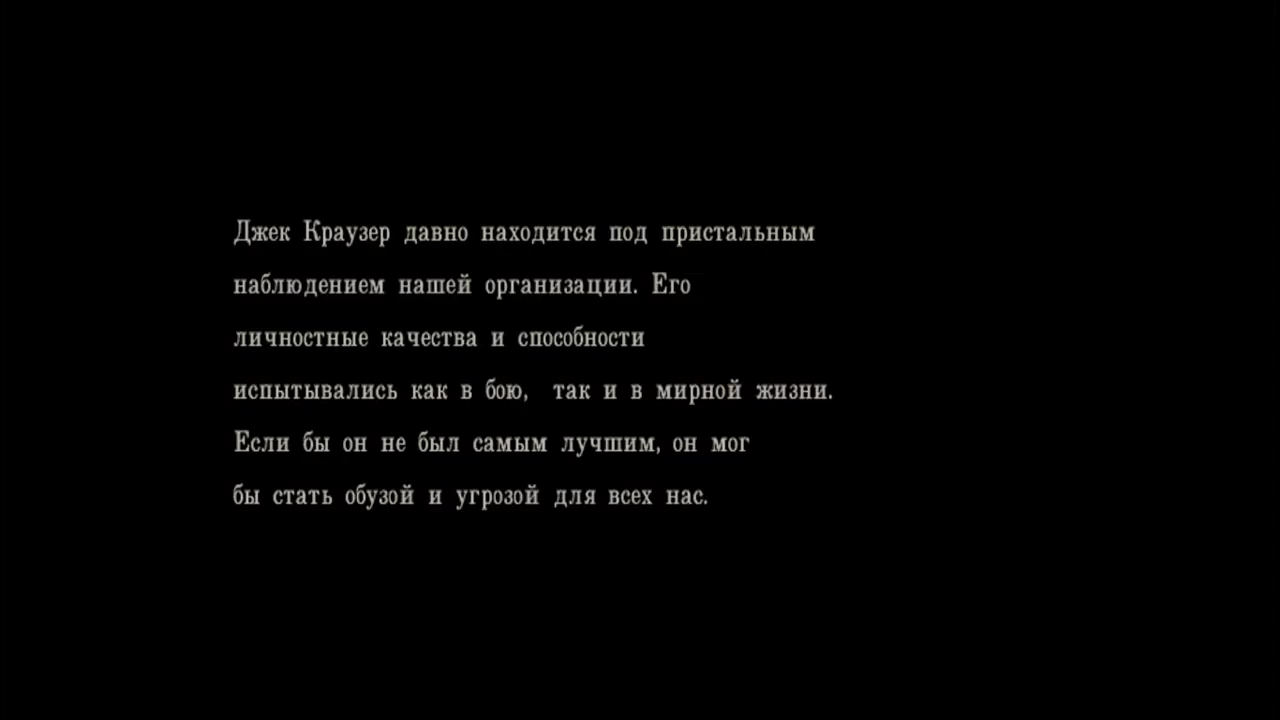 Джек Краузер давно находится под пристальным
наблюдением нашей организации. Его
личностные качества и способности
испытывались как в бою, так и в мирной жизни.
Если бы он не был самым лучшим, он мог
бы стать обузой и угрозой для всех нас.